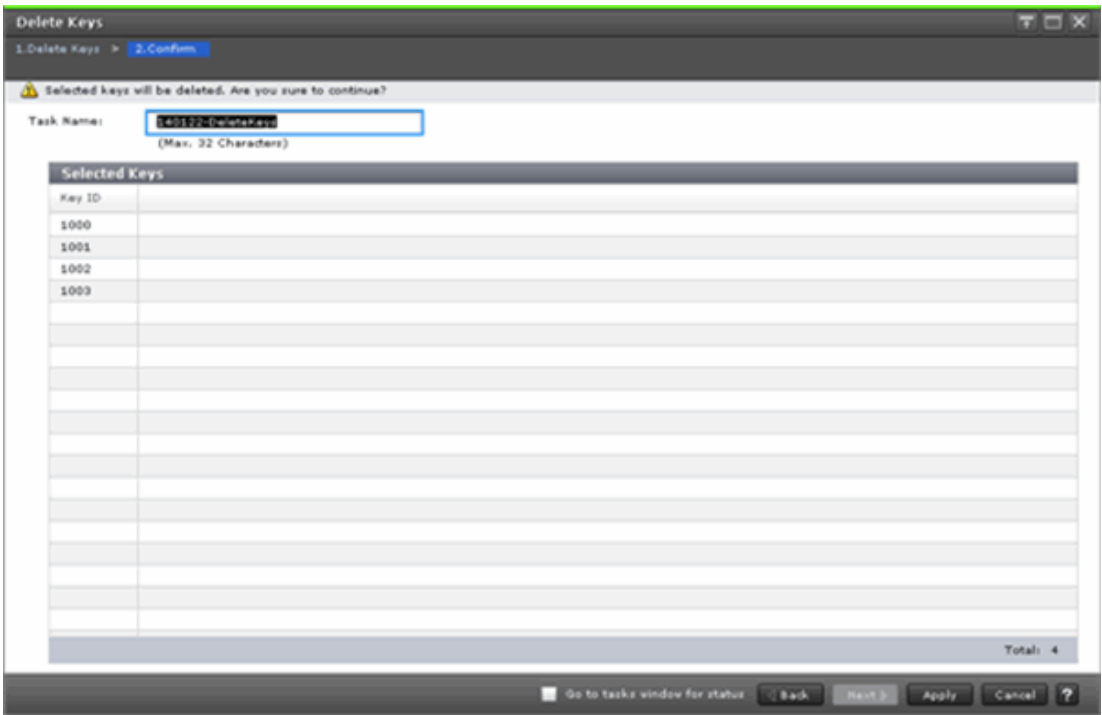 Delete Keys
1.Delete Keys > 2.Confirm
Selected keys will be deleted. Are you sure to continue?
Task Name: 140122-DeleteKeys
(Max. 32 Characters)
Selected Keys
Key ID
1000
1001
1002
1003
Total: 4
Go to tasks window for status Back Next Apply Cancel ?